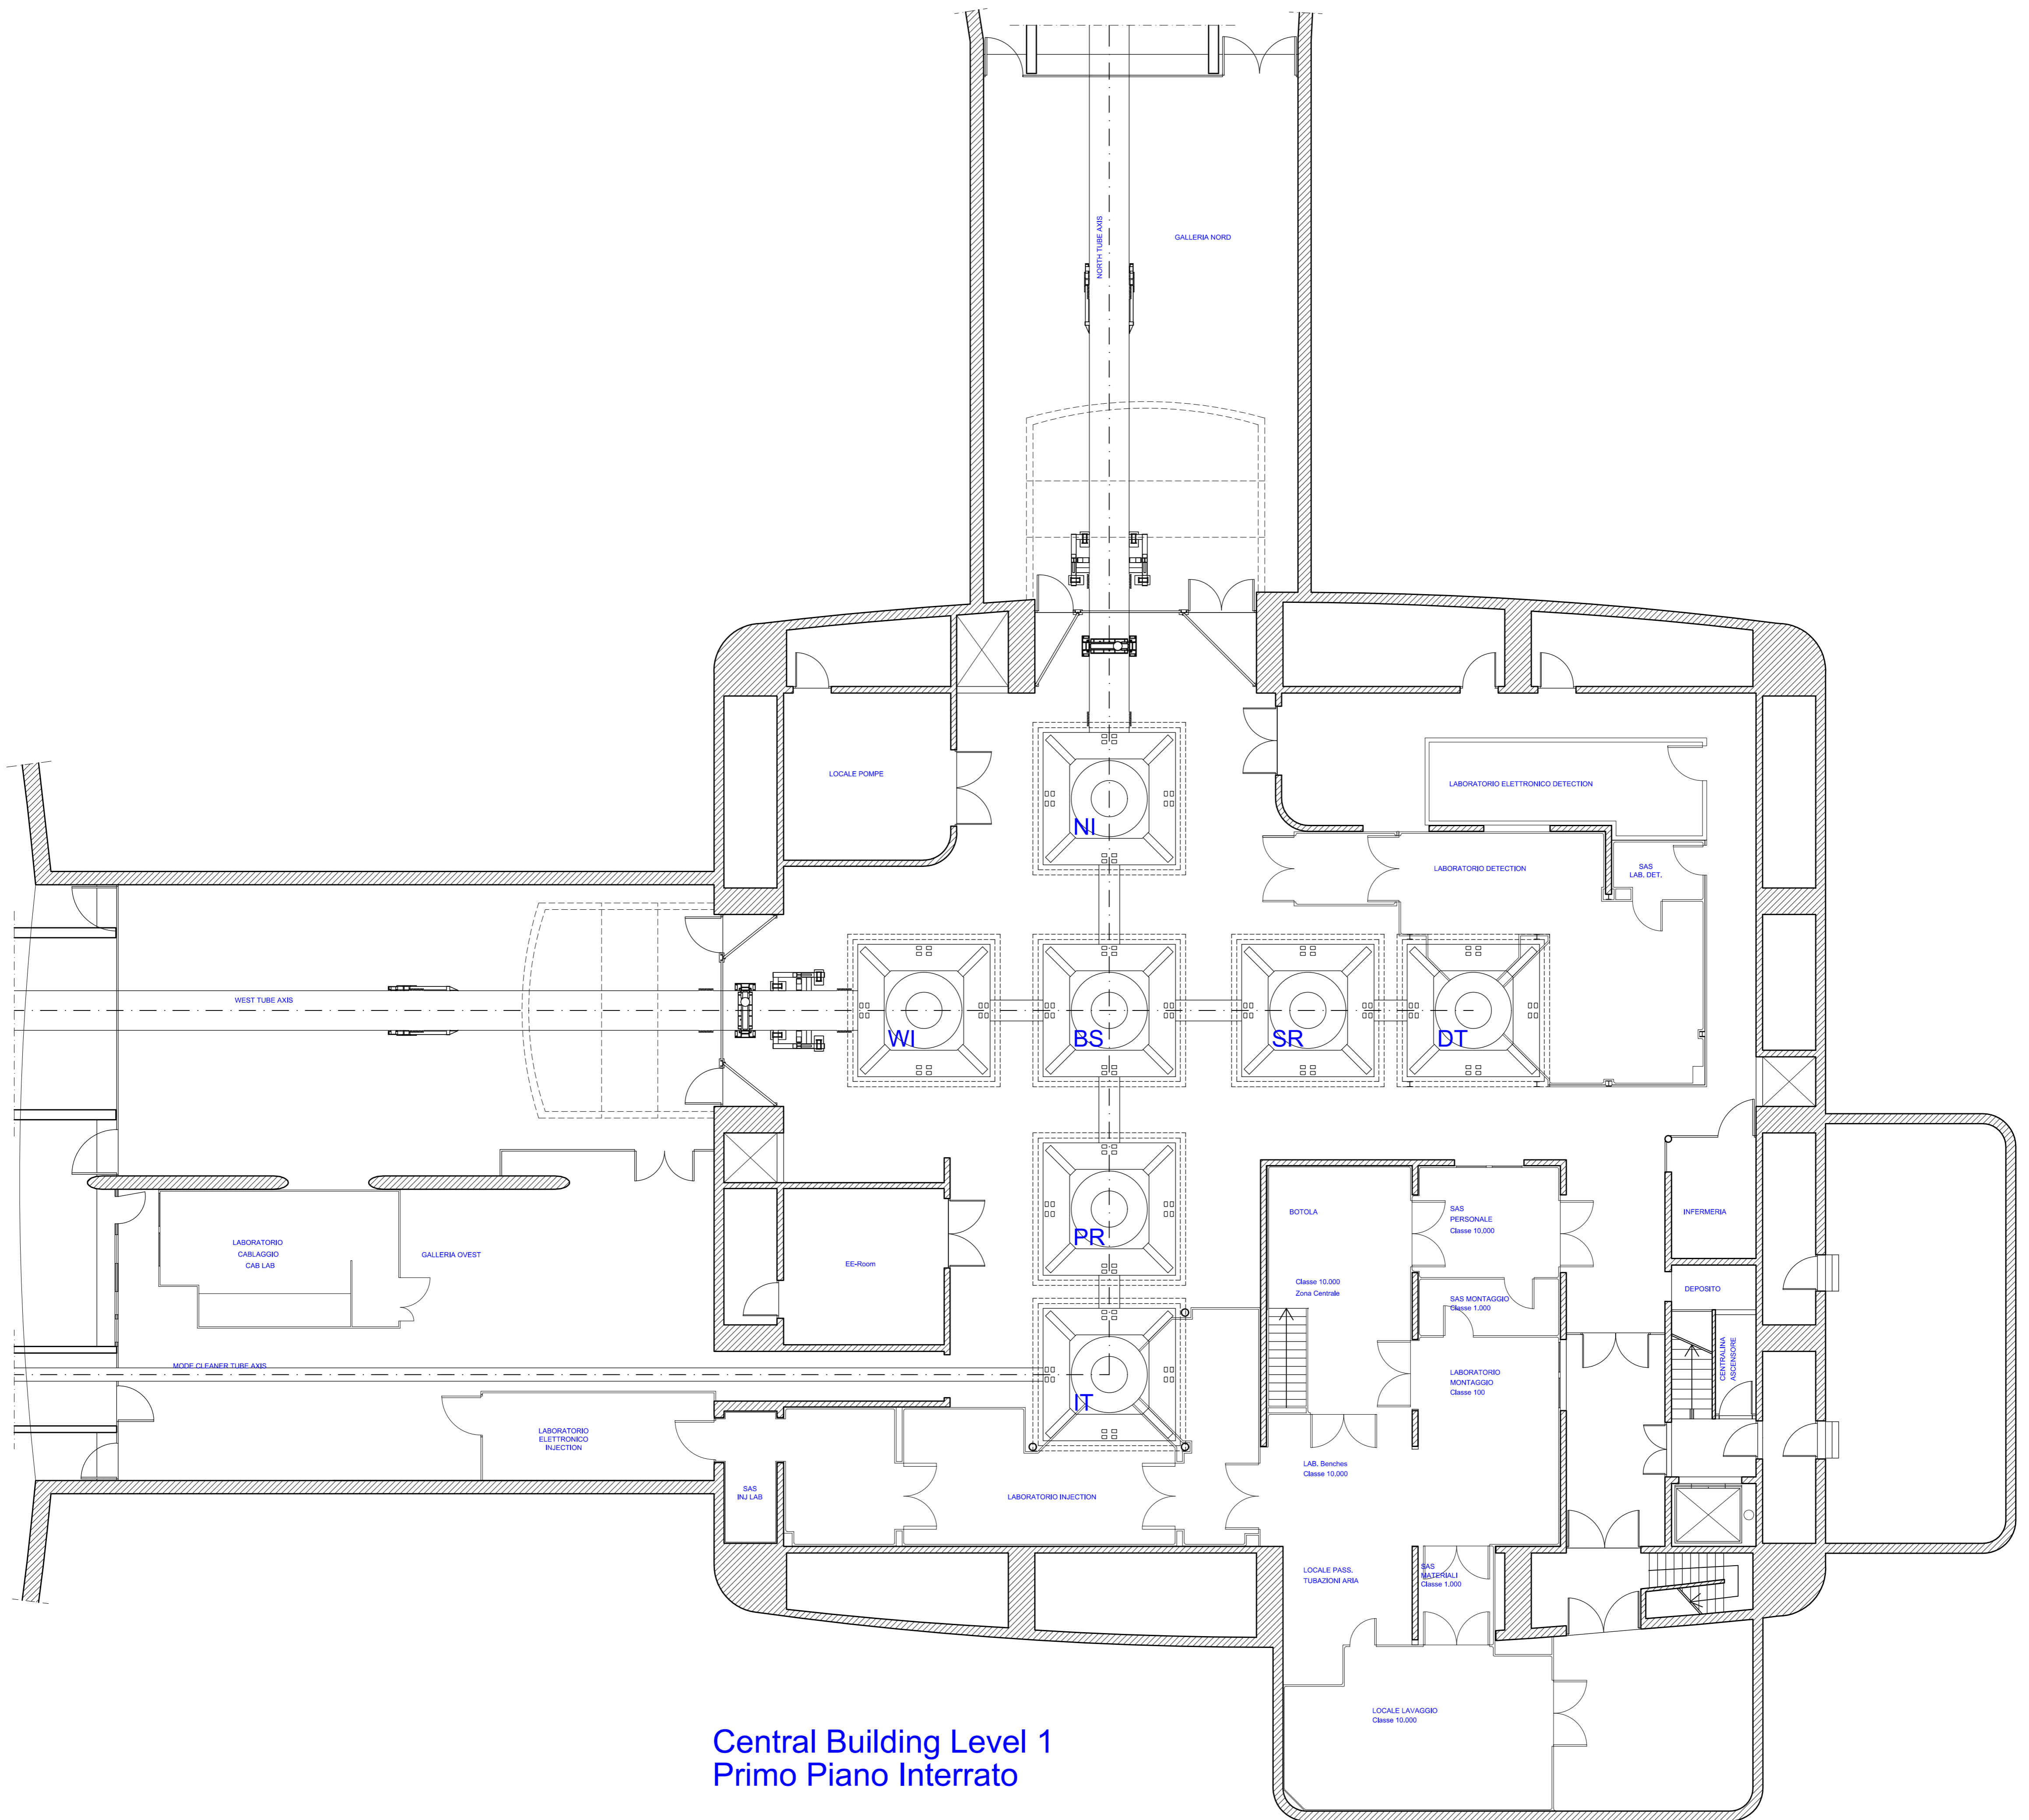 NORTH TUBE AXIS
GALLERIA NORD
LOCALE POMPE
NI
LABORATORIO ELETTRONICO DETECTION
LABORATORIO DETECTION
SAS
LAB. DET.
WEST TUBE AXIS
WI
BS
SR
DT
LABORATORIO
CABLAGGIO
CAB LAB
GALLERIA OVEST
EE-Room
PR
BOTOLA
Classe 10.000
Zona Centrale
SAS
PERSONALE
Classe 10.000
INFERMERIA
SAS MONTAGGIO
Classe 1.000
DEPOSITO
CENTRALINA
ASCENSORE
MODE CLEANER TUBE AXIS
IT
LABORATORIO
MONTAGGIO
Classe 100
LABORATORIO
ELETTRONICO
INJECTION
LAB. Benches
Classe 10.000
SAS
INJ LAB
LABORATORIO INJECTION
LOCALE PASS.
TUBAZIONI ARIA
SAS
MATERIALI
Classe 1.000
LOCALE LAVAGGIO
Classe 10.000
Central Building Level 1
Primo Piano Interrato